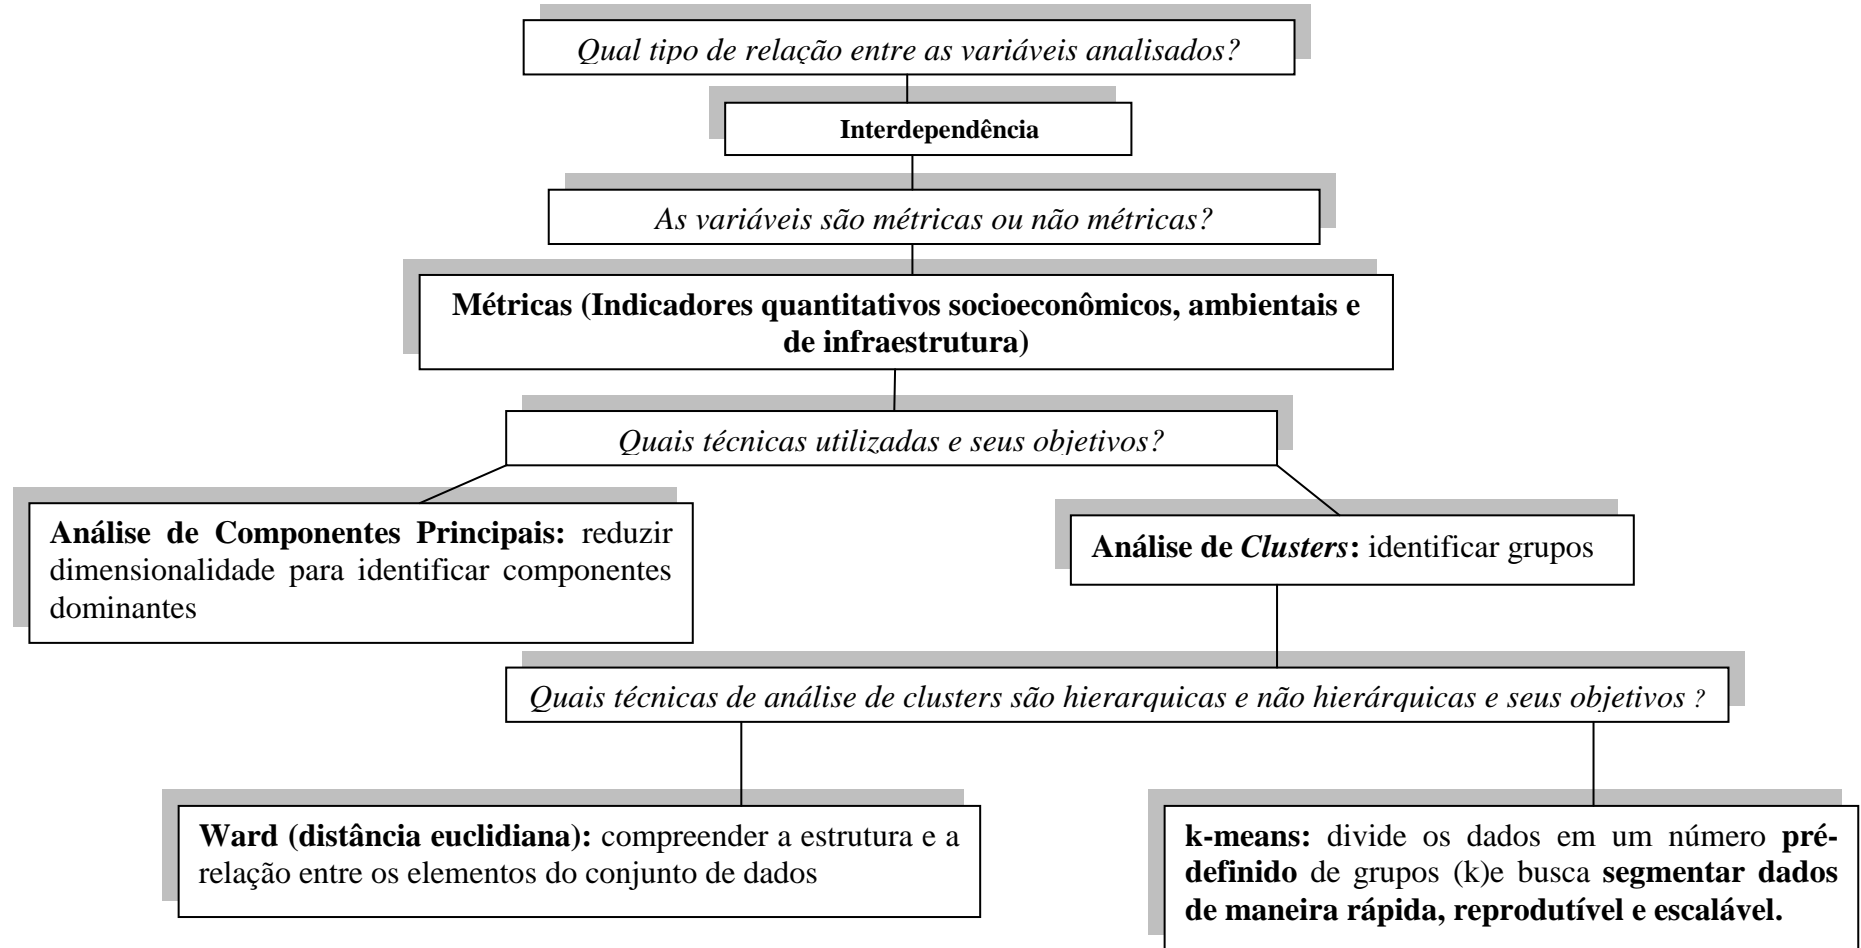 Qual tipo de relação entre as variáveis analisados?
Interdependência
As variáveis são métricas ou não métricas?
Métricas (Indicadores quantitativos socioeconômicos, ambientais e
de infraestrutura)
Quais técnicas utilizadas e seus objetivos?
Análise de Componentes Principais: reduzir
dimensionalidade para identificar componentes
dominantes
Análise de Clusters: identificar grupos
Quais técnicas de análise de clusters são hierarquicas e não hierárquicas e seus objetivos ?
Ward (distância euclidiana): compreender a estrutura e a
relação entre os elementos do conjunto de dados
k-means: divide os dados em um número pré-
definido de grupos (k)e busca segmentar dados
de maneira rápida, reprodutível e escalável.